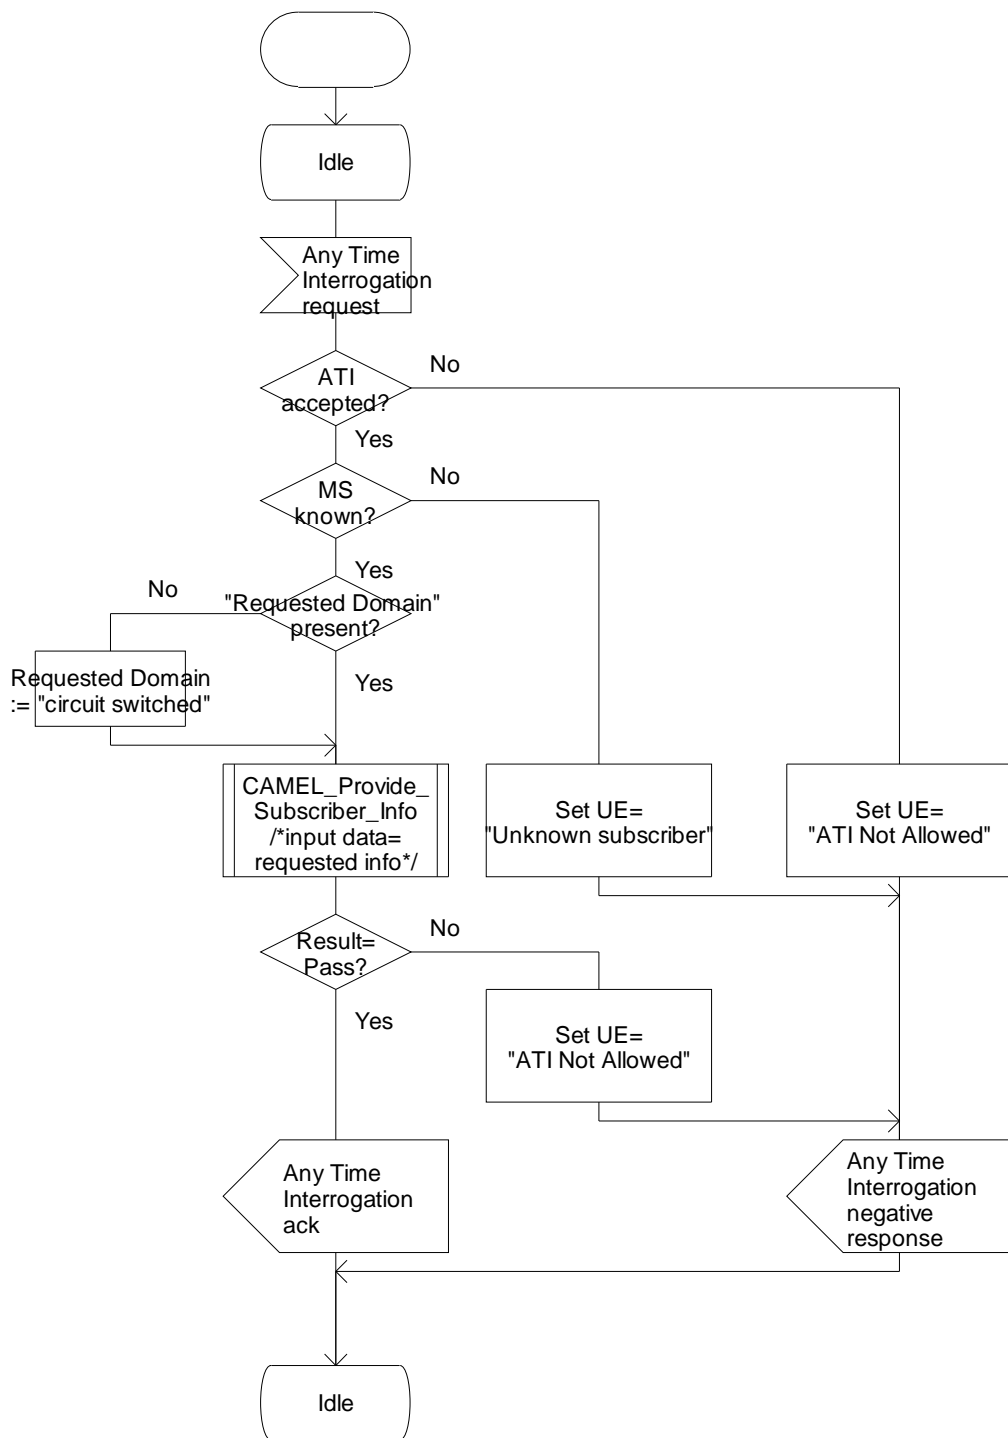 Idle
Any Time
Interrogation
request
No
ATI
accepted?
Yes
No
MS
known?
Yes
No
"Requested Domain"
present?
Requested Domain
:= "circuit switched"
Yes
CAMEL_Provide_
Subscriber_Info
/*input data=
requested info*/
Set UE=
"Unknown subscriber"
Set UE=
"ATI Not Allowed"
No
Result=
Pass?
Yes
Set UE=
"ATI Not Allowed"
Any Time
Interrogation
ack
Any Time
Interrogation
negative
response
Idle